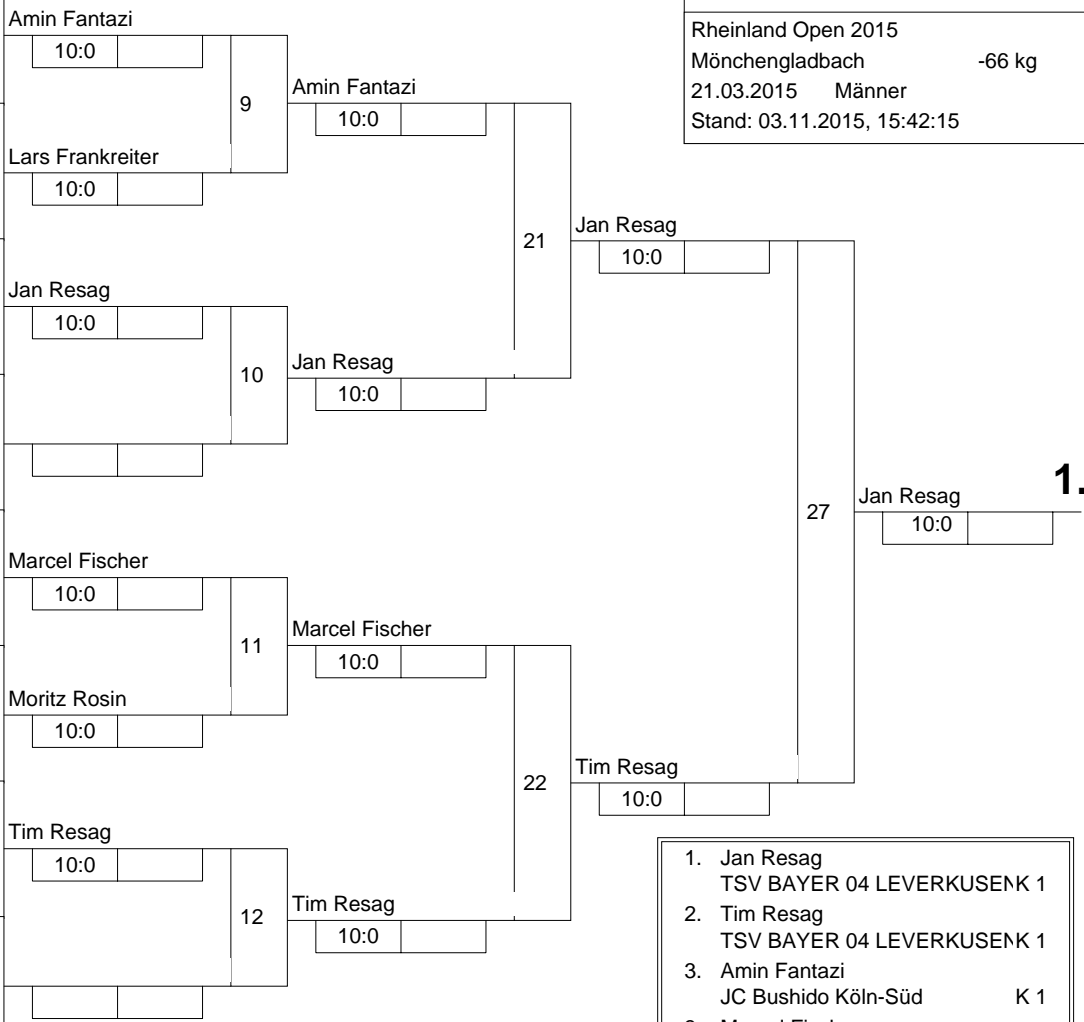 Amin Fantazi
10:0
9
Lars Frankreiter
10:0
Amin Fantazi
10:0
Jan Resag
10:0
10
Jan Resag
10:0
21
Jan Resag
10:0
Marcel Fischer
10:0
11
Moritz Rosin
10:0
Marcel Fischer
10:0
Tim Resag
10:0
12
Tim Resag
10:0
22
Tim Resag
10:0
27
Jan Resag 1.
10:0
Rheinland Open 2015
Mönchengladbach -66 kg
21.03.2015 Männer
Stand: 03.11.2015, 15:42:15
1. Jan Resag
TSV BAYER 04 LEVERKUSEN K 1
2. Tim Resag
TSV BAYER 04 LEVERKUSEN K 1
3. Amin Fantazi
JC Bushido Köln-Süd K 1